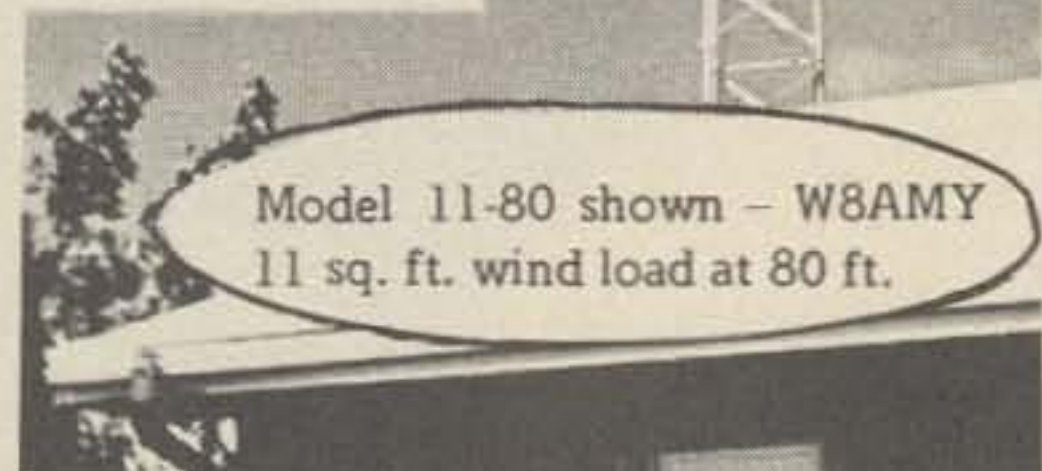 Model 11-80 shown – W8AMY
11 sq. ft. wind load at 80 ft.